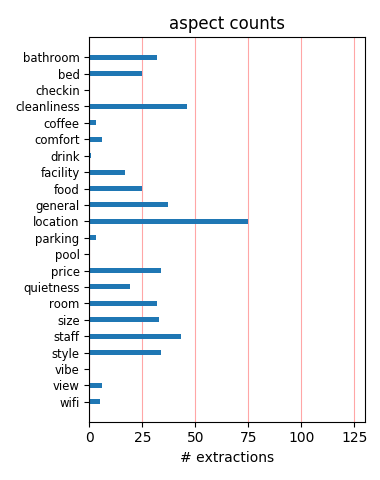 aspect counts
bathroom
bed
checkin
cleanliness
coffee
comfort
drink
facility
food
general
location
parking
pool
price
quietness
room
size
staff
style
vibe
view
wifi
0 25 50 75 100 125
# extractions